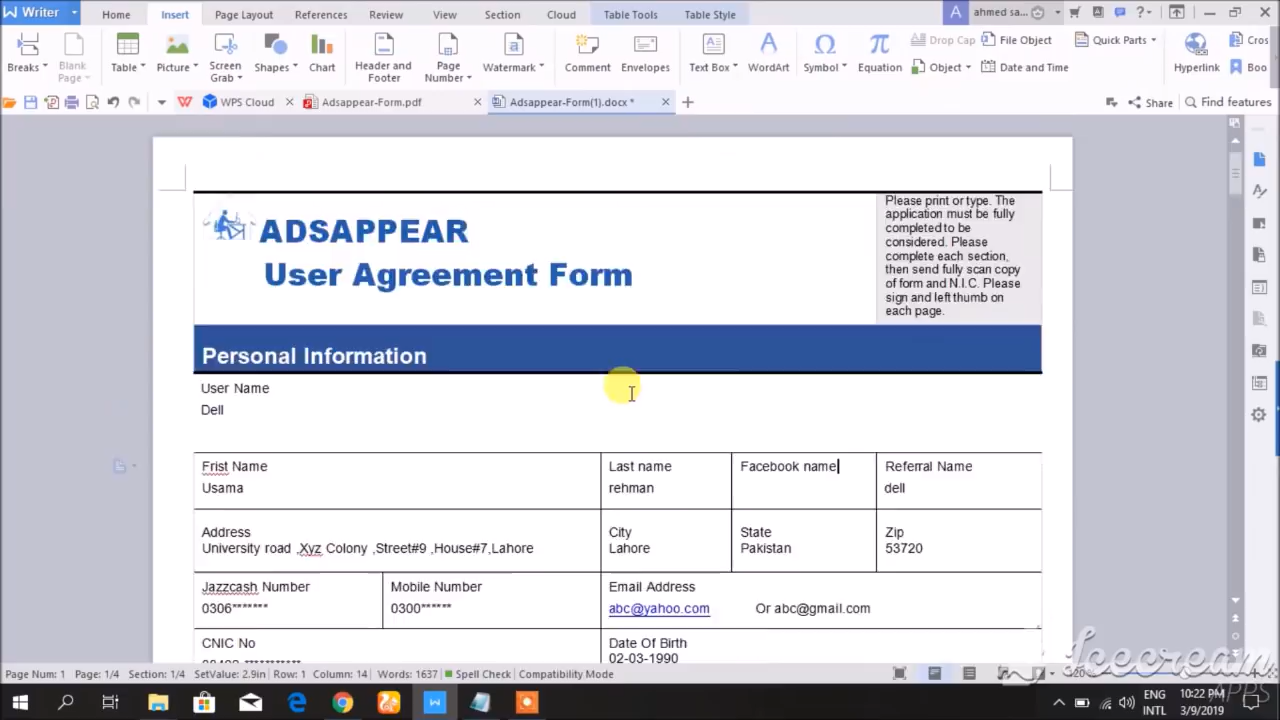 Writer
Home Insert Page Layout References Review View Section Cloud Table Tools Table Style
A ahmed sa...
Breaks Blank Page Table Picture Screen Grab Shapes Chart Header and Footer Page Number Watermark Comment Envelopes Text Box WordArt Symbol Equation Drop Cap File Object Object Date and Time Quick Parts Hyperlink Cros Boo
WPS Cloud Adsappear-Form.pdf Adsappear-Form(1).docx * Share Find features
ADSAPPEAR
User Agreement Form
Please print or type. The
application must be fully
completed to be
considered. Please
complete each section,
then send fully scan copy
of form and N.I.C. Please
sign and left thumb on
each page.
Personal Information
User Name
Dell
Frist Name Last name Facebook name Referral Name
Usama rehman dell
Address City State Zip
University road ,Xyz Colony ,Street#9 ,House#7,Lahore Lahore Pakistan 53720
Jazzcash Number Mobile Number Email Address
0306******* 0300****** abc@yahoo.com Or abc@gmail.com
CNIC No Date Of Birth
02-03-1990
Page Num: 1 Page: 1/4 Section: 1/4 SetValue: 2.9in Row: 1 Column: 14 Words: 1637 Spell Check Compatibility Mode
Icecream
APPS
ENG 10:22 PM
INTL 3/9/2019